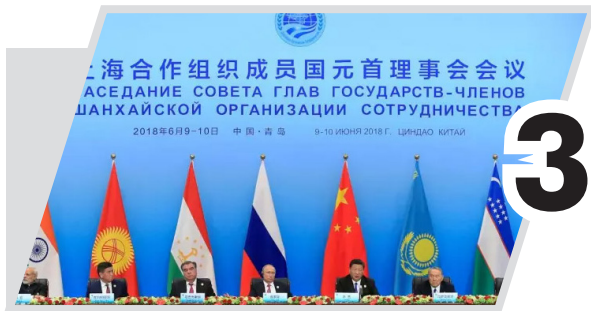 上海合作组织成员国元首理事会会议
ЗАСЕДАНИЕ СОВЕТА ГЛАВ ГОСУДАРСТВ-ЧЛЕНОВ
ШАНХАЙСКОЙ ОРГАНИЗАЦИИ СОТРУДНИЧЕСТВА
2018年6月9-10日 中国·青岛 9-10 ИЮНЯ 2018 Г. ЦИНДАО КИТАЙ
3